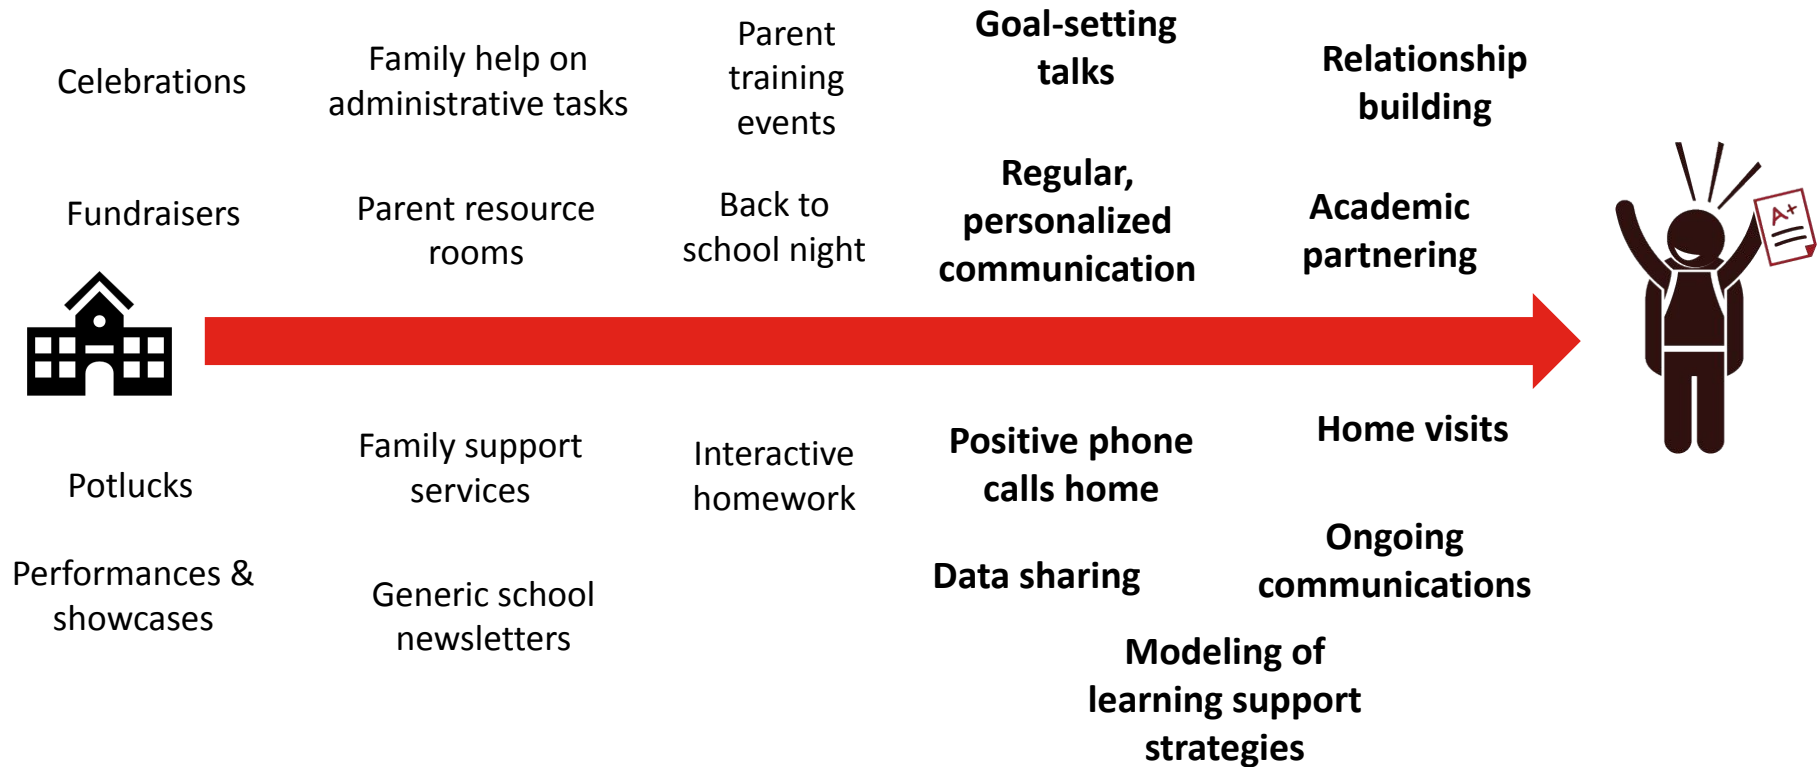 Celebrations
Family help on
administrative tasks
Parent
training
events
Goal-setting
talks
Relationship
building
Fundraisers
Parent resource
rooms
Back to
school night
Regular,
personalized
communication
Academic
partnering
A+
Potlucks
Family support
services
Interactive
homework
Positive phone
calls home
Home visits
Performances &
showcases
Generic school
newsletters
Data sharing
Ongoing
communications
Modeling of
learning support
strategies